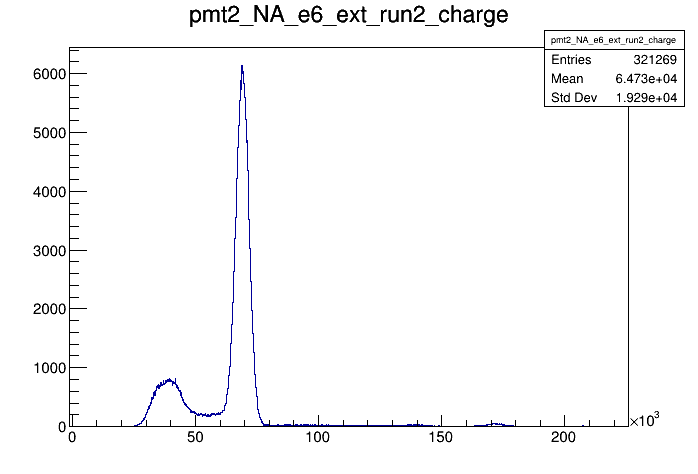 pmt2_NA_e6_ext_run2_charge
pmt2_NA_e6_ext_run2_charge
Entries 321269
Mean 6.473e+04
Std Dev 1.929e+04
6000
5000
4000
3000
2000
1000
0
0 50 100 150 200 ×10³